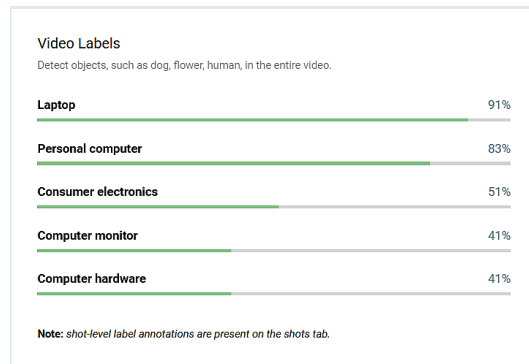 Video Labels
Detect objects, such as dog, flower, human, in the entire video.
Laptop 91%
Personal computer 83%
Consumer electronics 51%
Computer monitor 41%
Computer hardware 41%
Note: shot-level label annotations are present on the shots tab.